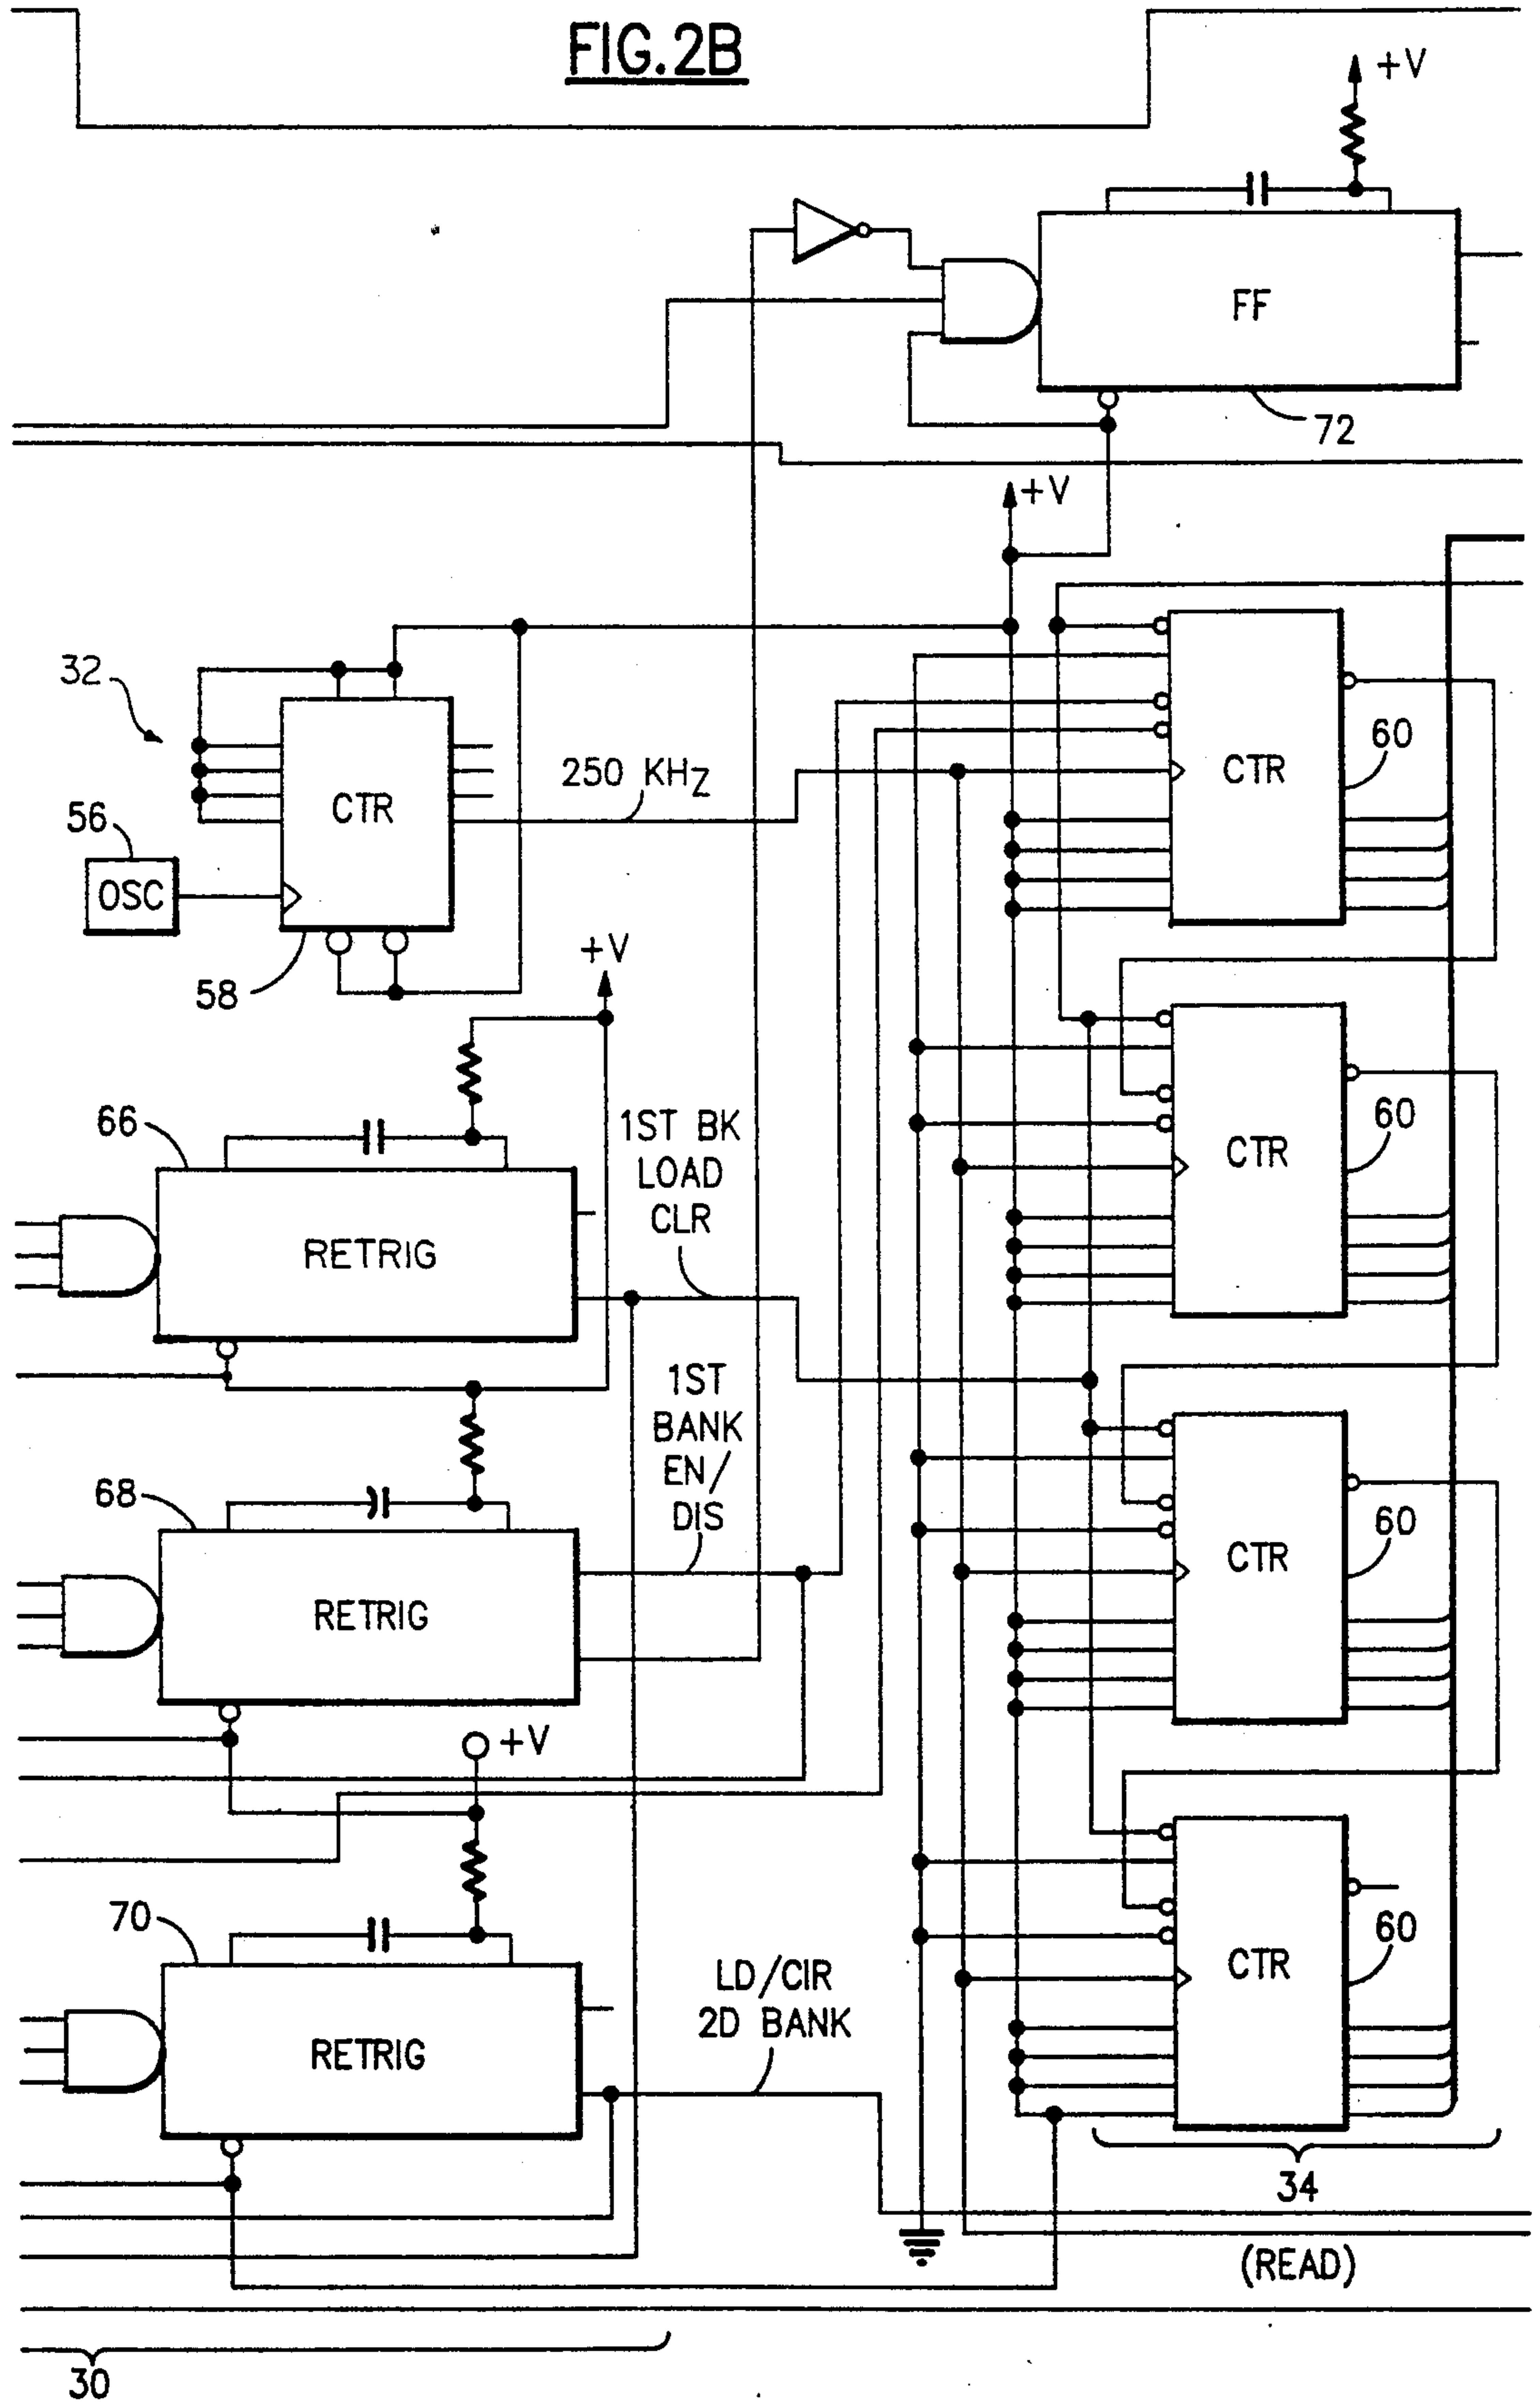 FIG.2B
+V
FF
72
+V
32
CTR
250 KHZ
CTR
60
56
OSC
58
+V
66
1ST BK
LOAD
CLR
CTR
60
RETRIG
1ST
BANK
EN/
DIS
68
CTR
60
RETRIG
+V
70
LD/CIR
2D BANK
CTR
60
RETRIG
34
(READ)
30